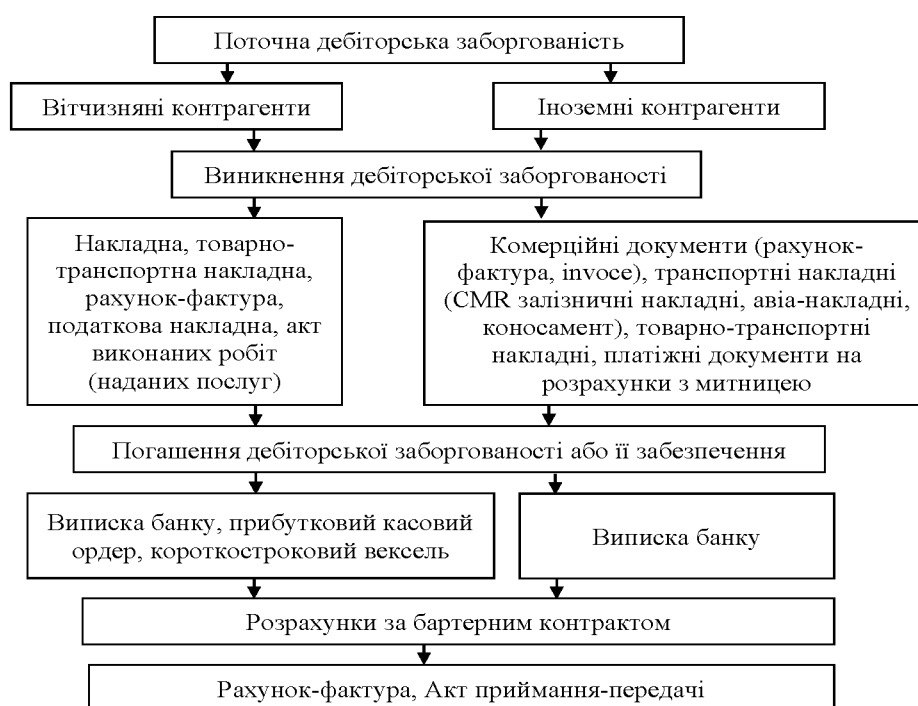 Поточна дебіторська заборгованість
Вітчизняні контрагенти
Іноземні контрагенти
Виникнення дебіторської заборгованості
Накладна, товарно-
транспортна накладна,
рахунок-фактура,
податкова накладна, акт
виконаних робіт
(наданих послуг)
Комерційні документи (рахунок-
фактура, invoce), транспортні накладні
(CMR залізничні накладні, авіа-накладні,
коносамент), товарно-транспортні
накладні, платіжні документи на
розрахунки з митницею
Погашення дебіторської заборгованості або її забезпечення
Виписка банку, прибутковий касовий
ордер, короткостроковий вексель
Виписка банку
Розрахунки за бартерним контрактом
Рахунок-фактура, Акт приймання-передачі